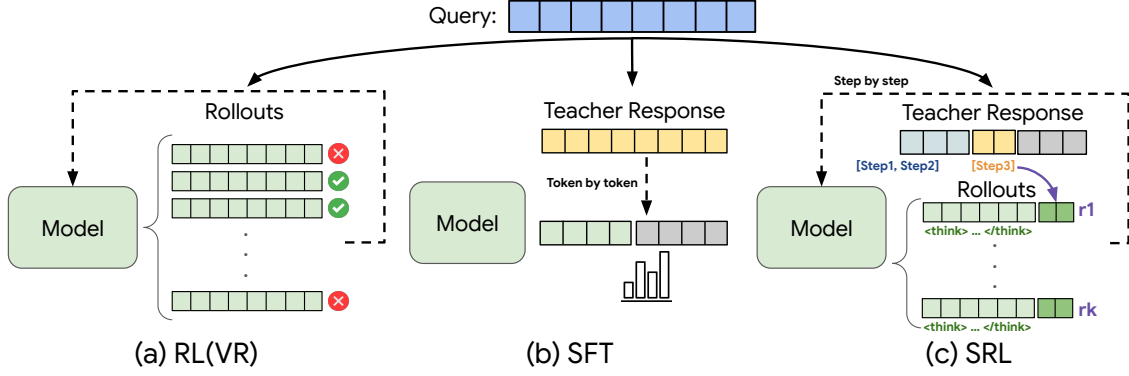 Query:
Rollouts
Model
(a) RL(VR)
Teacher Response
Token by token
Model
(b) SFT
Step by step
Teacher Response
[Step1, Step2]
[Step3]
Rollouts
r1
<think> ... </think>
Model
rk
<think> ... </think>
(c) SRL